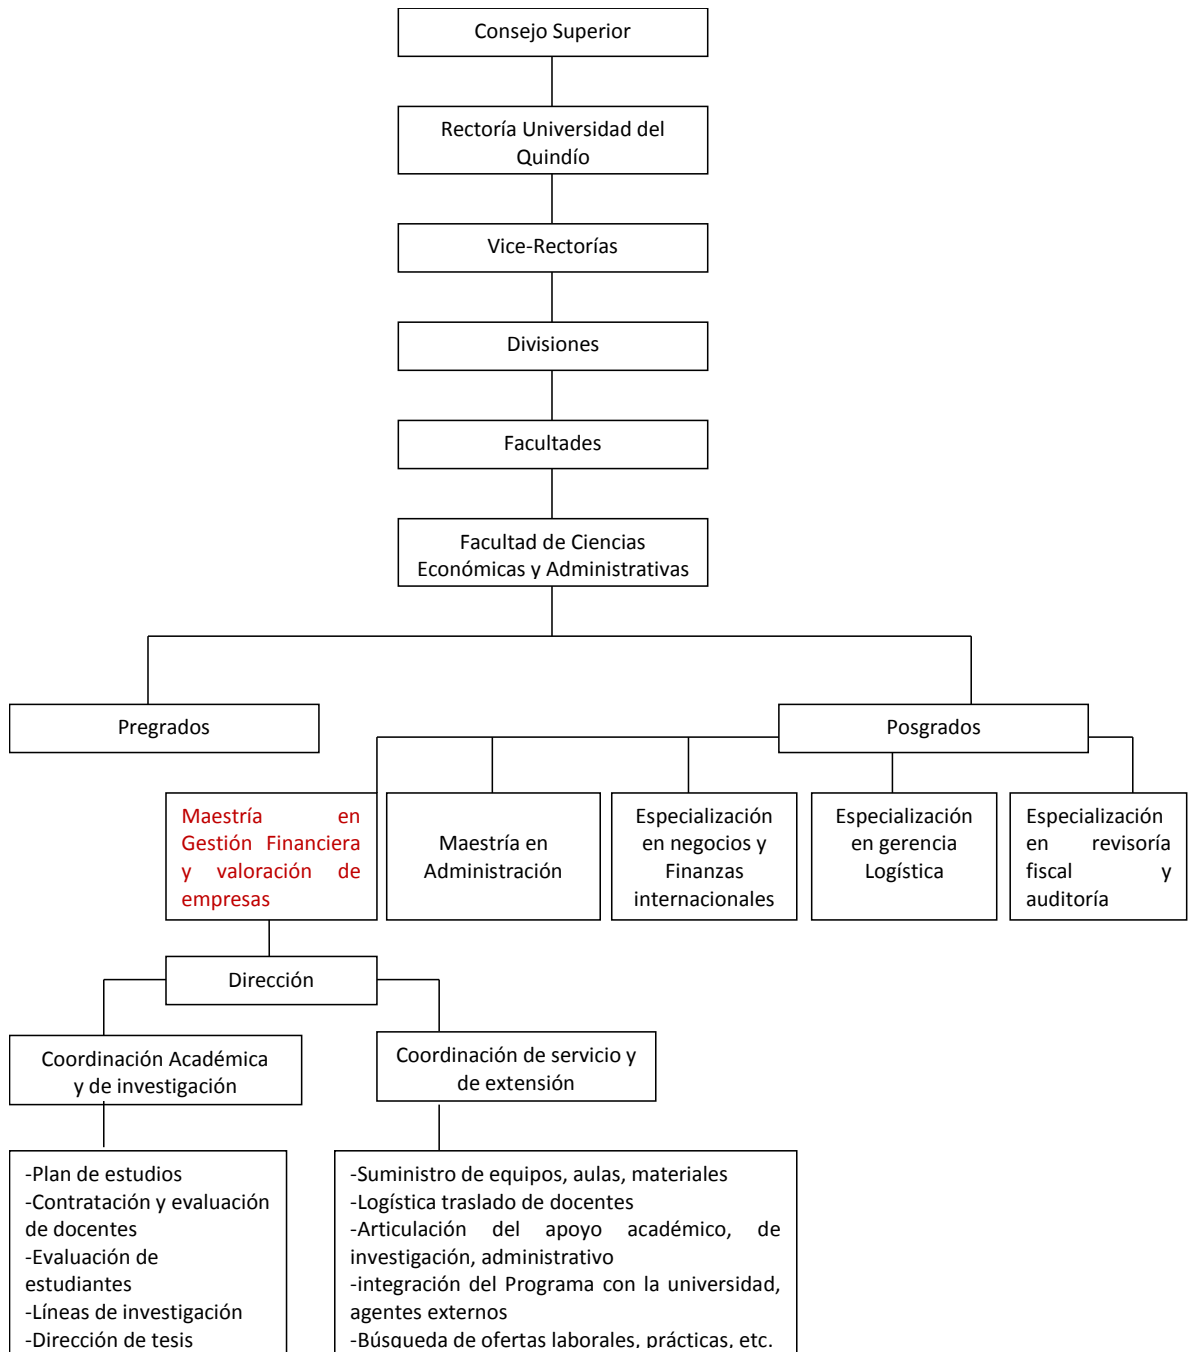 Consejo Superior
Rectoría Universidad del
Quindío
Vice-Rectorías
Divisiones
Facultades
Facultad de Ciencias
Económicas y Administrativas
Pregrados
Posgrados
Maestría en
Gestión Financiera
y valoración de
empresas
Maestría en
Administración
Especialización
en negocios y
Finanzas
internacionales
Especialización
en gerencia
Logística
Especialización
en revisoría
fiscal y
auditoría
Dirección
Coordinación Académica
y de investigación
Coordinación de servicio y
de extensión
-Plan de estudios
-Contratación y evaluación
de docentes
-Evaluación de
estudiantes
-Líneas de investigación
-Dirección de tesis
-Suministro de equipos, aulas, materiales
-Logística traslado de docentes
-Articulación del apoyo académico, de
investigación, administrativo
-integración del Programa con la universidad,
agentes externos
-Búsqueda de ofertas laborales, prácticas, etc.